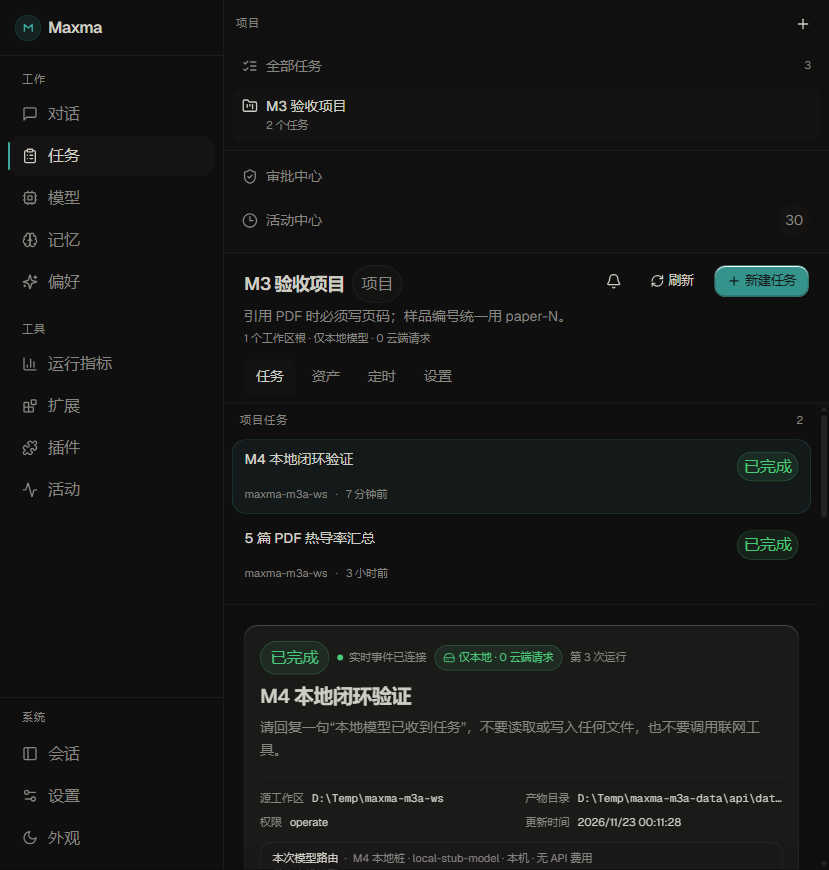 Maxma
工作
对话
任务
模型
记忆
偏好
工具
运行指标
扩展
插件
活动
系统
会话
设置
外观
项目
全部任务 3
M3 验收项目
2 个任务
审批中心
活动中心 30
M3 验收项目 项目 刷新 + 新建任务
引用 PDF 时必须写页码；样品编号统一用 paper-N。
1 个工作区根 · 仅本地模型 · 0 云端请求
任务 资产 定时 设置
项目任务 2
M4 本地闭环验证 已完成
maxma-m3a-ws · 7 分钟前
5 篇 PDF 热导率汇总 已完成
maxma-m3a-ws · 3 小时前
已完成 实时事件已连接 仅本地 · 0 云端请求 第 3 次运行
M4 本地闭环验证
请回复一句“本地模型已收到任务”，不要读取或写入任何文件，也不要调用联网工
具。
源工作区 D:\Temp\maxma-m3a-ws 产物目录 D:\Temp\maxma-m3a-data\api\dat…
权限 operate 更新时间 2026/11/23 00:11:28
本次模型路由 · M4 本地桩 · local-stub-model · 本机 · 无 API 费用